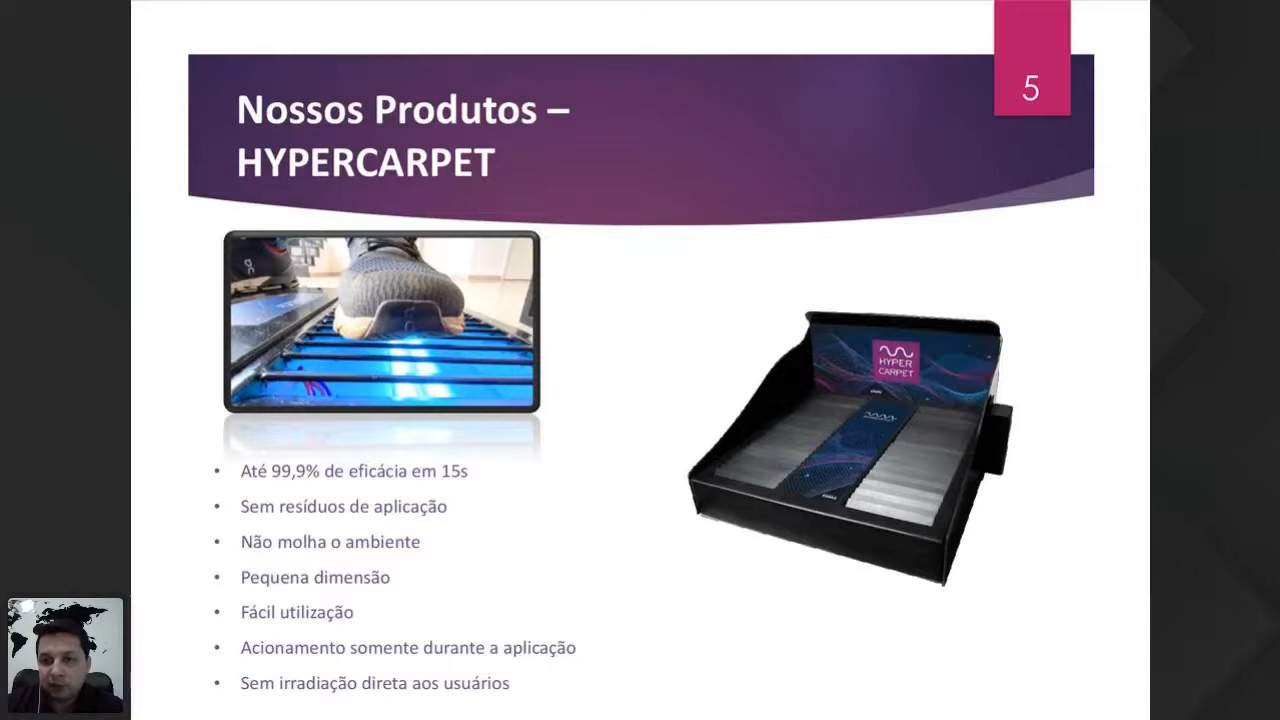 5
Nossos Produtos –
HYPERCARPET
HYPER
CARPET
• Até 99,9% de eficácia em 15s
• Sem resíduos de aplicação
• Não molha o ambiente
• Pequena dimensão
• Fácil utilização
• Acionamento somente durante a aplicação
• Sem irradiação direta aos usuários